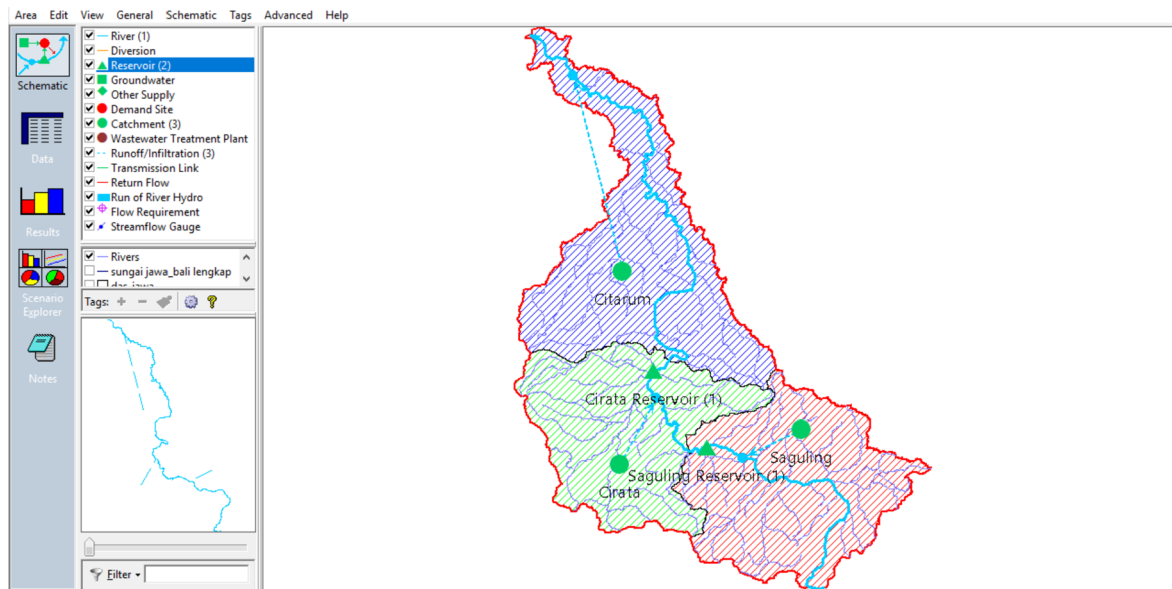 Area Edit View General Schematic Tags Advanced Help
Schematic
Data
Results
Scenario
Explorer
Notes
River (1)
Diversion
Reservoir (2)
Groundwater
Other Supply
Demand Site
Catchment (3)
Wastewater Treatment Plant
Runoff/Infiltration (3)
Transmission Link
Return Flow
Run of River Hydro
Flow Requirement
Streamflow Gauge
Rivers
sungai jawa_bali lengkap
das_jawa
Tags:
Filter
Citarum
Cirata Reservoir (1)
Saguling
Saguling Reservoir (1)
Cirata